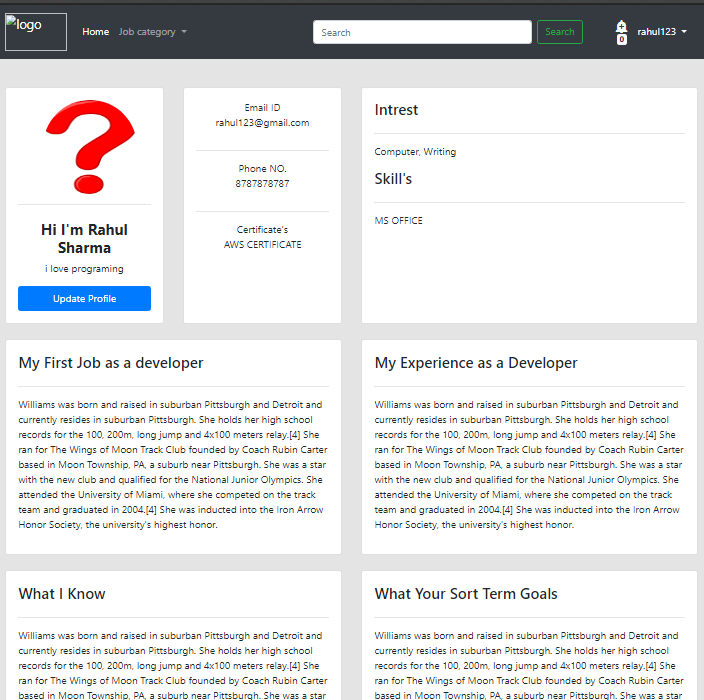 logo
Home Job category
Search
Search
+
0
rahul123
Hi I'm Rahul
Sharma
i love programing
Update Profile
Email ID
rahul123@gmail.com
Phone NO.
8787878787
Certificate's
AWS CERTIFICATE
Intrest
Computer, Writing
Skill's
MS OFFICE
My First Job as a developer
Williams was born and raised in suburban Pittsburgh and Detroit and
currently resides in suburban Pittsburgh. She holds her high school
records for the 100, 200m, long jump and 4x100 meters relay.[4] She
ran for The Wings of Moon Track Club founded by Coach Rubin Carter
based in Moon Township, PA, a suburb near Pittsburgh. She was a star
with the new club and qualified for the National Junior Olympics. She
attended the University of Miami, where she competed on the track
team and graduated in 2004.[4] She was inducted into the Iron Arrow
Honor Society, the university's highest honor.
My Experience as a Developer
Williams was born and raised in suburban Pittsburgh and Detroit and
currently resides in suburban Pittsburgh. She holds her high school
records for the 100, 200m, long jump and 4x100 meters relay.[4] She
ran for The Wings of Moon Track Club founded by Coach Rubin Carter
based in Moon Township, PA, a suburb near Pittsburgh. She was a star
with the new club and qualified for the National Junior Olympics. She
attended the University of Miami, where she competed on the track
team and graduated in 2004.[4] She was inducted into the Iron Arrow
Honor Society, the university's highest honor.
What I Know
Williams was born and raised in suburban Pittsburgh and Detroit and
currently resides in suburban Pittsburgh. She holds her high school
records for the 100, 200m, long jump and 4x100 meters relay.[4] She
ran for The Wings of Moon Track Club founded by Coach Rubin Carter
based in Moon Township, PA, a suburb near Pittsburgh. She was a star
What Your Sort Term Goals
Williams was born and raised in suburban Pittsburgh and Detroit and
currently resides in suburban Pittsburgh. She holds her high school
records for the 100, 200m, long jump and 4x100 meters relay.[4] She
ran for The Wings of Moon Track Club founded by Coach Rubin Carter
based in Moon Township, PA, a suburb near Pittsburgh. She was a star